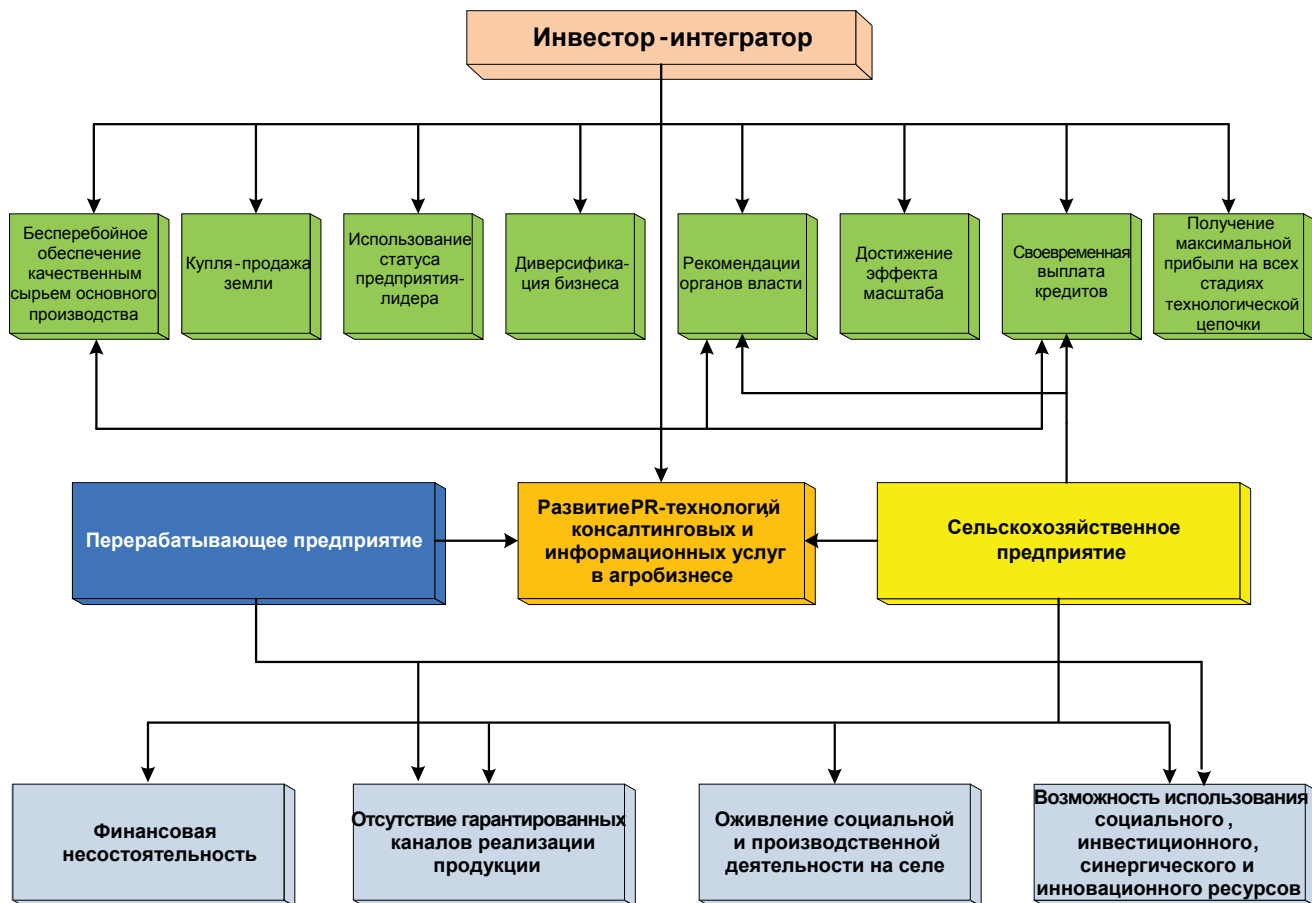 Инвестор-интегратор
Бесперебойное
обеспечение
качественным
сырьем основного
производства
Купля-продажа
земли
Использование
статуса
предприятия-
лидера
Диверсифика-
ция бизнеса
Рекомендации
органов власти
Достижение
эффекта
масштаба
Своевременная
выплата
кредитов
Получение
максимальной
прибыли на всех
стадиях
технологической
цепочки
Перерабатывающее предприятие
Развитие PR-технологий,
консалтинговых и
информационных услуг
в агробизнесе
Сельскохозяйственное
предприятие
Финансовая
несостоятельность
Отсутствие гарантированных
каналов реализации
продукции
Оживление социальной
и производственной
деятельности на селе
Возможность использования
социального,
инвестиционного,
синергического и
инновационного ресурсов